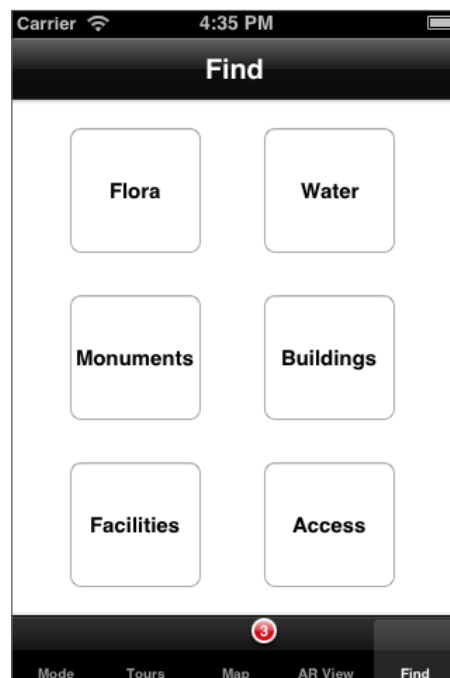 Carrier 4:35 PM
Find
Flora Water
Monuments Buildings
Facilities Access
3
Mode Tours Map AR View Find